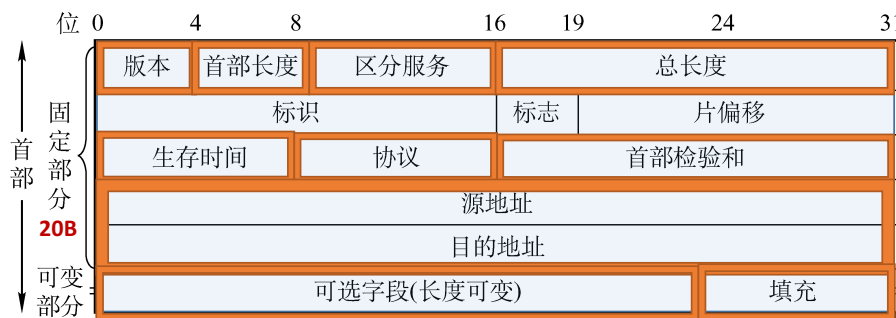 位 0 4 8 16 19 24 31
版本 首部长度 区分服务 总长度
标识 标志 片偏移
生存时间 协议 首部检验和
源地址
目的地址
可选字段(长度可变) 填充
首部
固定部分
20B
可变
部分